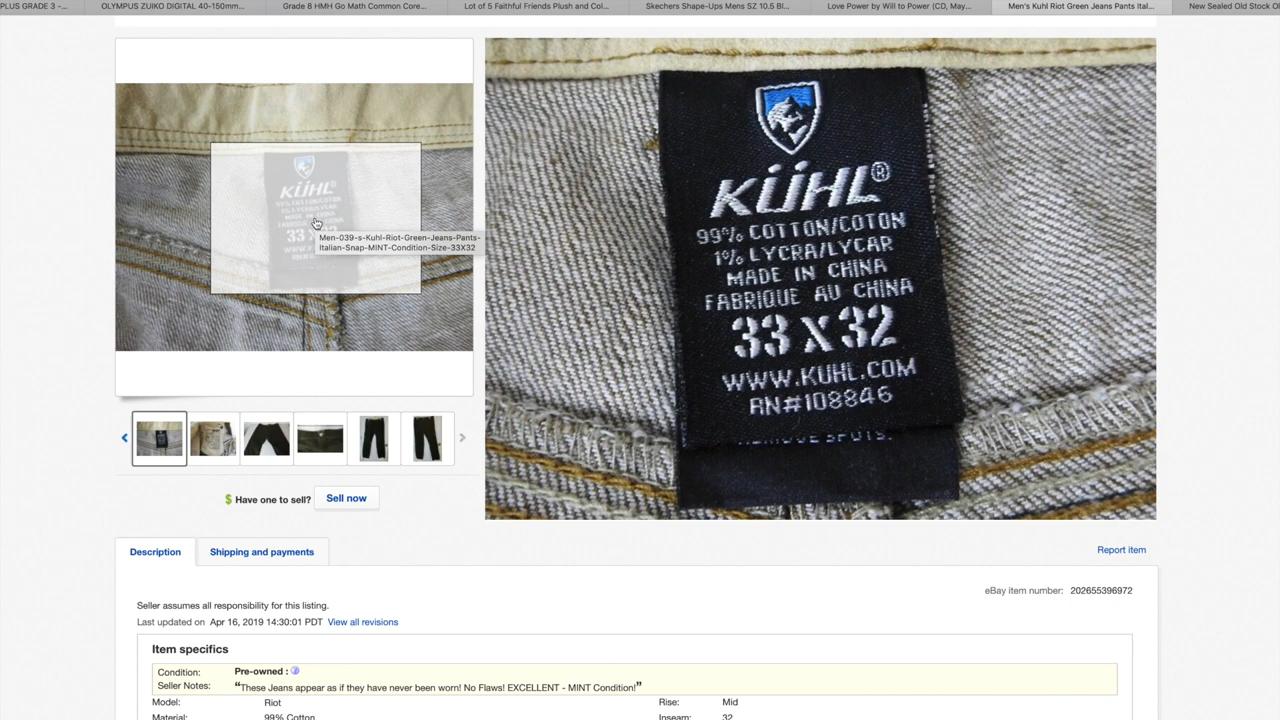 PLUS GRADE 3 -...
OLYMPUS ZUIKO DIGITAL 40-150mm...
Grade 8 HMH Go Math Common Core...
Lot of 5 Faithful Friends Plush and Col...
Skechers Shape-Ups Mens SZ 10.5 Bl...
Love Power by Will to Power (CD, May...
Men's Kuhl Riot Green Jeans Pants Ital...
New Sealed Old Stock Ol
KÜHL
33
Men-039-s-Kuhl-Riot-Green-Jeans-Pants-
Italian-Snap-MINT-Condition-Size-33X32
KÜHL®
99% COTTON/COTON
1% LYCRA/LYCAR
MADE IN CHINA
FABRIQUE AU CHINA
33 X 32
WWW.KUHL.COM
RN#108846
SPOTS.
$ Have one to sell? Sell now
Description
Shipping and payments
Report item
eBay item number: 202655396972
Seller assumes all responsibility for this listing.
Last updated on Apr 16, 2019 14:30:01 PDT View all revisions
Item specifics
Condition: Pre-owned :
Seller Notes: “These Jeans appear as if they have never been worn! No Flaws! EXCELLENT - MINT Condition!”
Model: Riot Rise: Mid
Material: 99% Cotton Inseam: 32